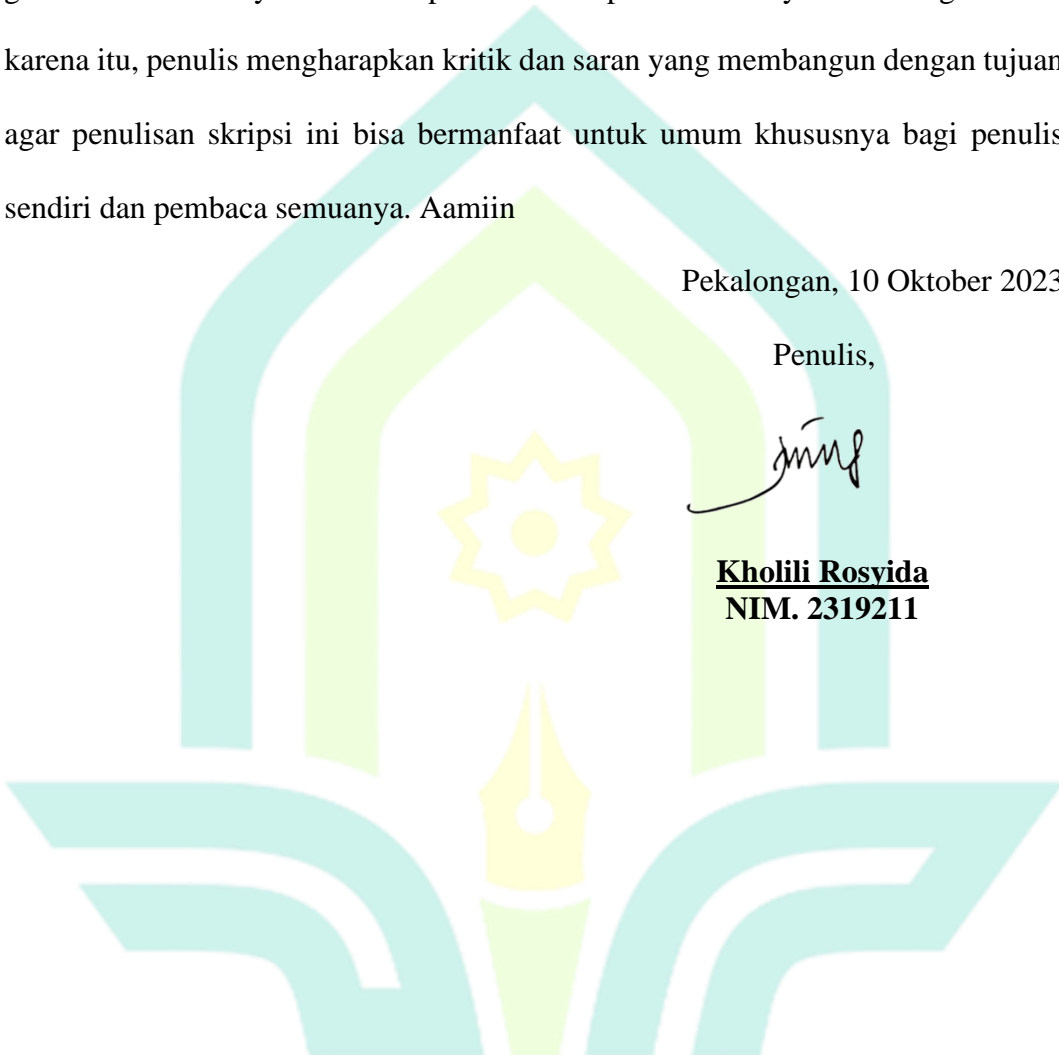 karena itu, penulis mengharapkan kritik dan saran yang membangun dengan tujuan
agar penulisan skripsi ini bisa bermanfaat untuk umum khususnya bagi penulis
sendiri dan pembaca semuanya. Aamiin
Pekalongan, 10 Oktober 2023
Penulis,
Kholili Rosyida
NIM. 2319211